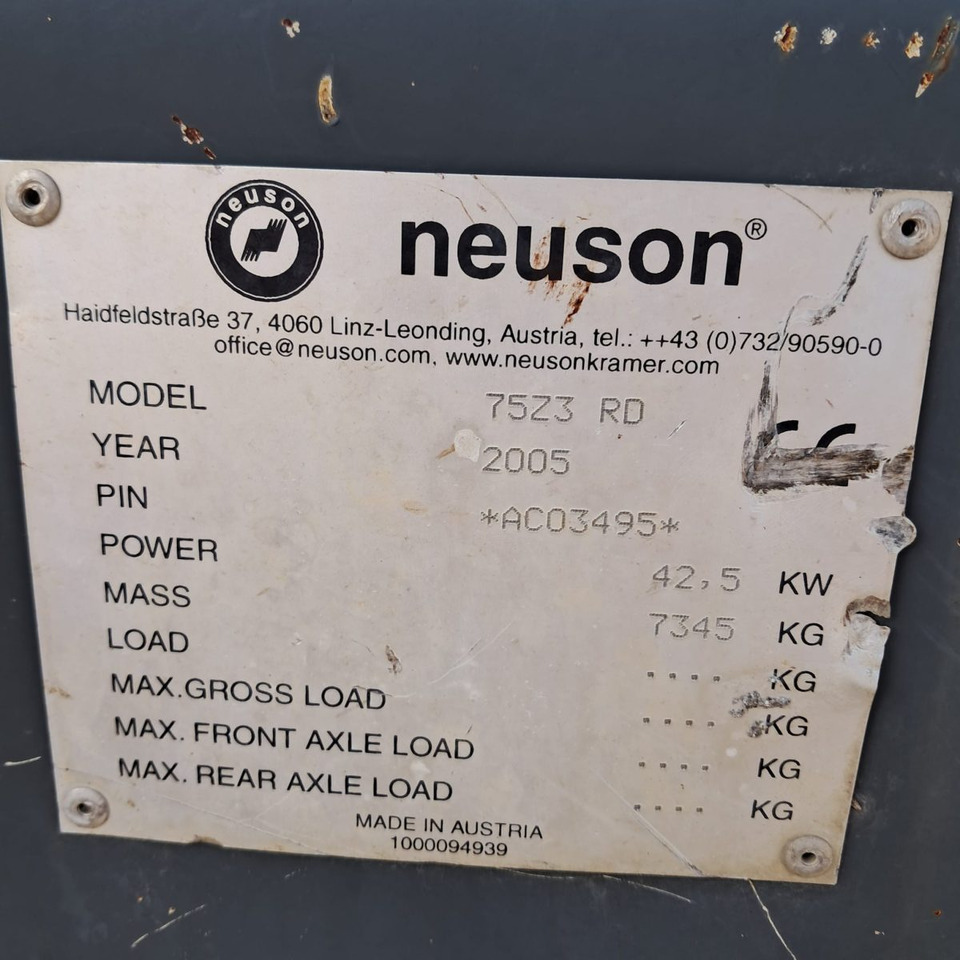 neuson
neuson®
Haidfeldstraße 37, 4060 Linz-Leonding, Austria, tel.: ++43 (0)732/90590-0
office@neuson.com, www.neusonkramer.com
MODEL 75Z3 RD
YEAR 2005
PIN *AC03495*
POWER 42,5 KW
MASS 7345 KG
LOAD .... KG
MAX.GROSS LOAD .... KG
MAX. FRONT AXLE LOAD .... KG
MAX. REAR AXLE LOAD .... KG
MADE IN AUSTRIA
1000094939